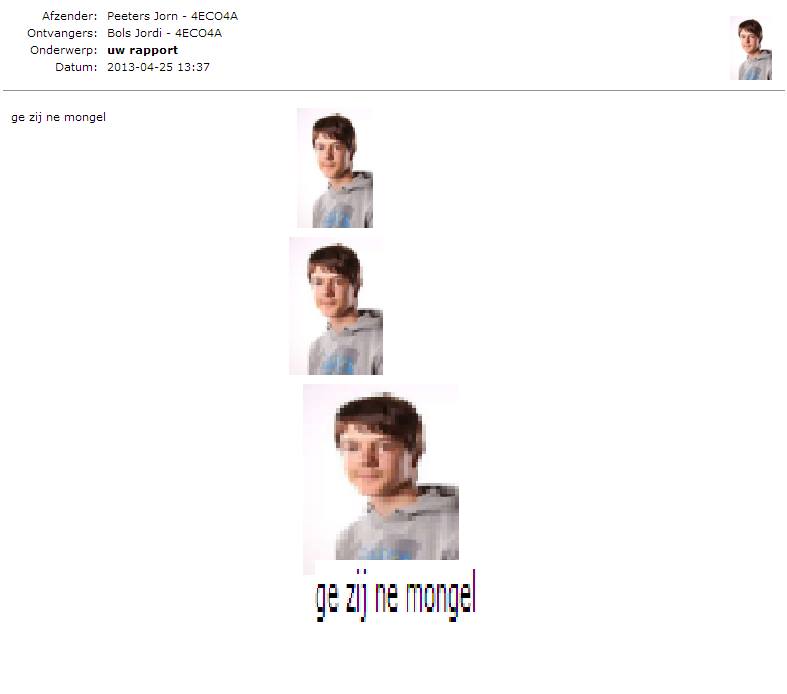 Afzender: Peeters Jorn - 4ECO4A
Ontvangers: Bols Jordi - 4ECO4A
Onderwerp: uw rapport
Datum: 2013-04-25 13:37
ge zij ne mongel
ge zij ne mongel